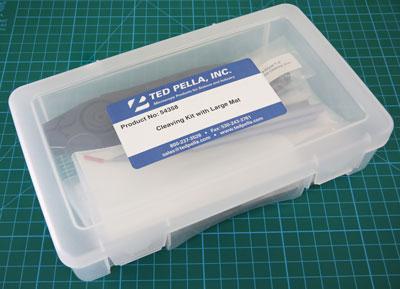 TED PELLA, INC.
Microscopy Products for Science and Industry
Product No: 54358
Cleaving Kit with Large Mat
800-237-3526 • Fax: 530-243-3761
sales@tedpella.com • www.tedpella.com